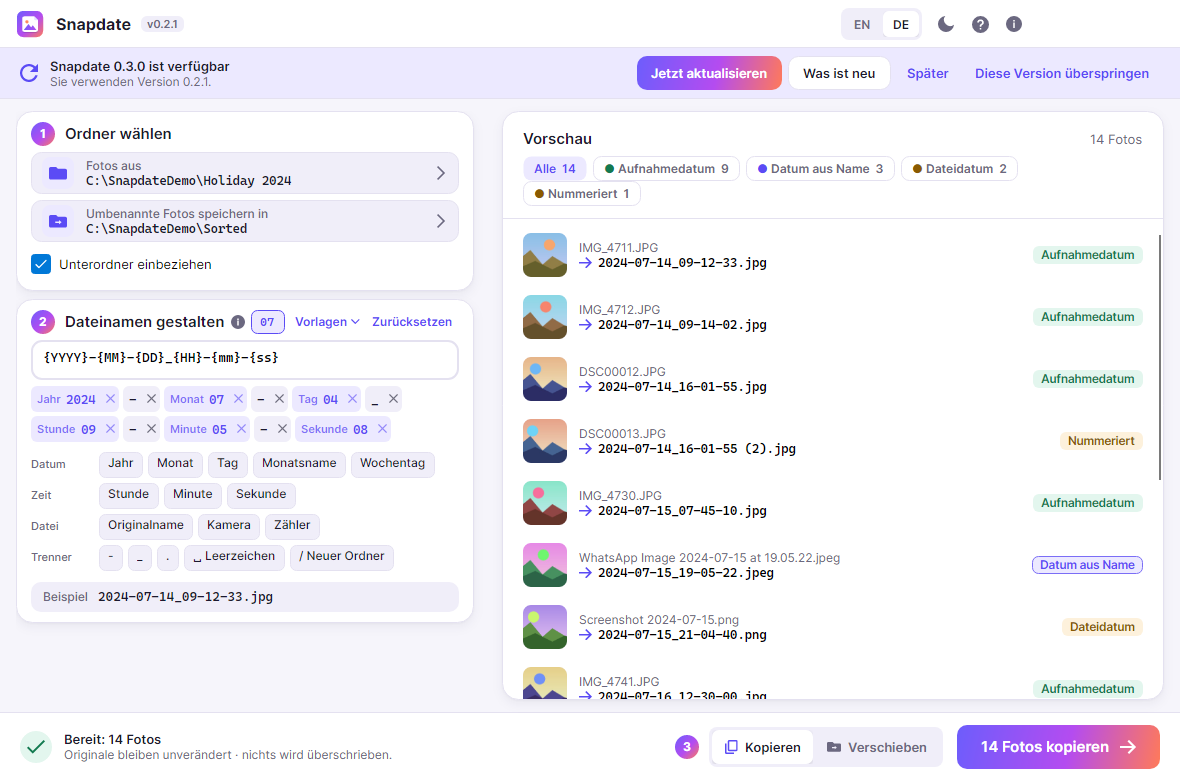 Snapdate v0.2.1 EN DE
Snapdate 0.3.0 ist verfügbar
Sie verwenden Version 0.2.1.
Jetzt aktualisieren Was ist neu Später Diese Version überspringen
1 Ordner wählen
Fotos aus
C:\SnapdateDemo\Holiday 2024
Umbenannte Fotos speichern in
C:\SnapdateDemo\Sorted
Unterordner einbeziehen
2 Dateinamen gestalten 07 Vorlagen Zurücksetzen
{YYYY}-{MM}-{DD}_{HH}-{mm}-{ss}
Jahr 2024 × - × Monat 07 × - × Tag 04 × _ ×
Stunde 09 × - × Minute 05 × - × Sekunde 08 ×
Datum Jahr Monat Tag Monatsname Wochentag
Zeit Stunde Minute Sekunde
Datei Originalname Kamera Zähler
Trenner - _ . ␣ Leerzeichen / Neuer Ordner
Beispiel 2024-07-14_09-12-33.jpg
Vorschau 14 Fotos
Alle 14 Aufnahmedatum 9 Datum aus Name 3 Dateidatum 2
Nummeriert 1
IMG_4711.JPG
→ 2024-07-14_09-12-33.jpg Aufnahmedatum
IMG_4712.JPG
→ 2024-07-14_09-14-02.jpg Aufnahmedatum
DSC00012.JPG
→ 2024-07-14_16-01-55.jpg Aufnahmedatum
DSC00013.JPG
→ 2024-07-14_16-01-55 (2).jpg Nummeriert
IMG_4730.JPG
→ 2024-07-15_07-45-10.jpg Aufnahmedatum
WhatsApp Image 2024-07-15 at 19.05.22.jpeg
→ 2024-07-15_19-05-22.jpeg Datum aus Name
Screenshot 2024-07-15.png
→ 2024-07-15_21-04-40.png Dateidatum
IMG_4741.JPG
→ 2024-07-16_12-30-00.jpg Aufnahmedatum
Bereit: 14 Fotos
Originale bleiben unverändert · nichts wird überschrieben.
3 Kopieren Verschieben 14 Fotos kopieren →